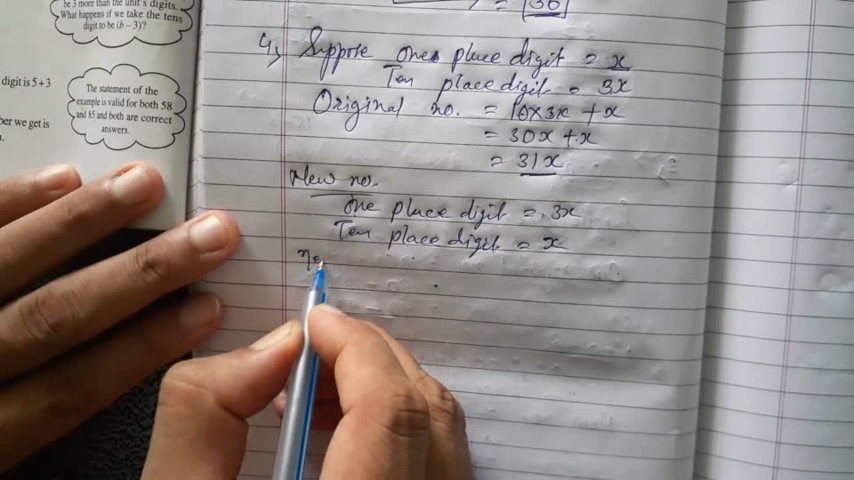 be 3 more than the unit's digits.
What happens if we take the tens
digit to be (b – 3)?
digit is 5 + 3
The statement of the
example is valid for both 58
and 85 and both are correct
answers.
ber we get is
= 36
4, Suppose ones place digit = x
Ten place digit = 3x
Original no. = 10×3x + x
= 30x + x
= 31x
New no.
one place digit = 3x
Ten place digit = x